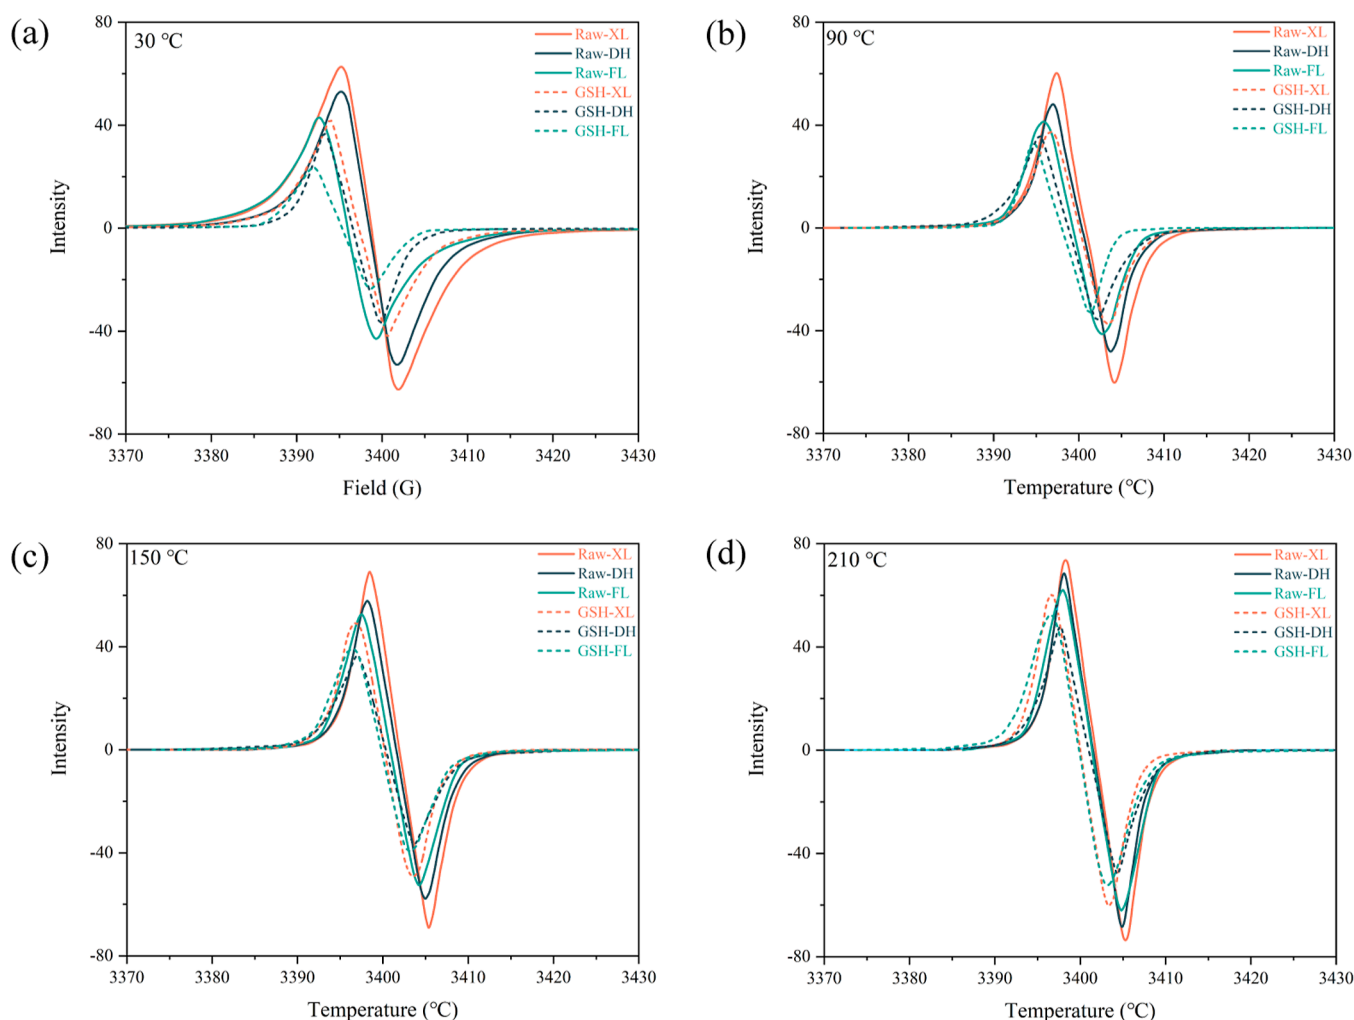 (a)
30 ℃
Raw-XL
Raw-DH
Raw-FL
GSH-XL
GSH-DH
GSH-FL
80
40
0
-40
-80
Intensity
3370 3380 3390 3400 3410 3420 3430
Field (G)
(b)
90 ℃
Raw-XL
Raw-DH
Raw-FL
GSH-XL
GSH-DH
GSH-FL
80
40
0
-40
-80
Intensity
3370 3380 3390 3400 3410 3420 3430
Temperature (℃)
(c)
150 ℃
Raw-XL
Raw-DH
Raw-FL
GSH-XL
GSH-DH
GSH-FL
80
40
0
-40
-80
Intensity
3370 3380 3390 3400 3410 3420 3430
Temperature (℃)
(d)
210 ℃
Raw-XL
Raw-DH
Raw-FL
GSH-XL
GSH-DH
GSH-FL
80
40
0
-40
-80
Intensity
3370 3380 3390 3400 3410 3420 3430
Temperature (℃)